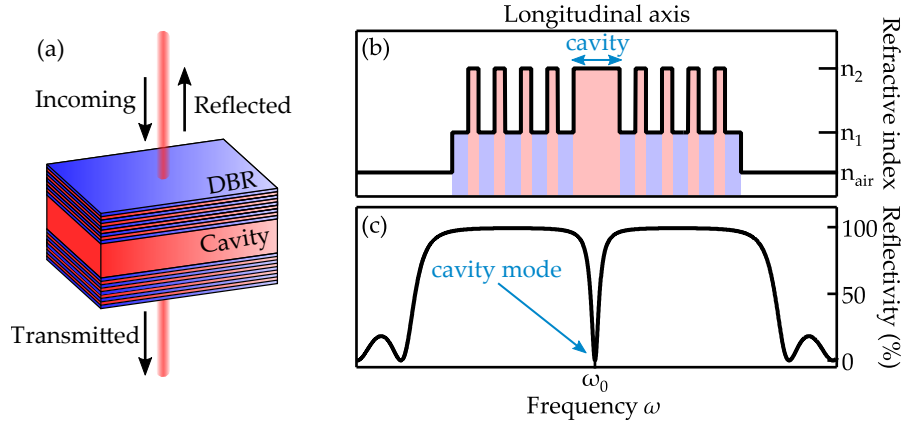 (a)
Incoming
Reflected
DBR
Cavity
Transmitted
Longitudinal axis
(b)
cavity
n₂
n₁
nₐᵢᵣ
Refractive index
(c)
cavity mode
100
50
0
Reflectivity (%)
ω₀
Frequency ω